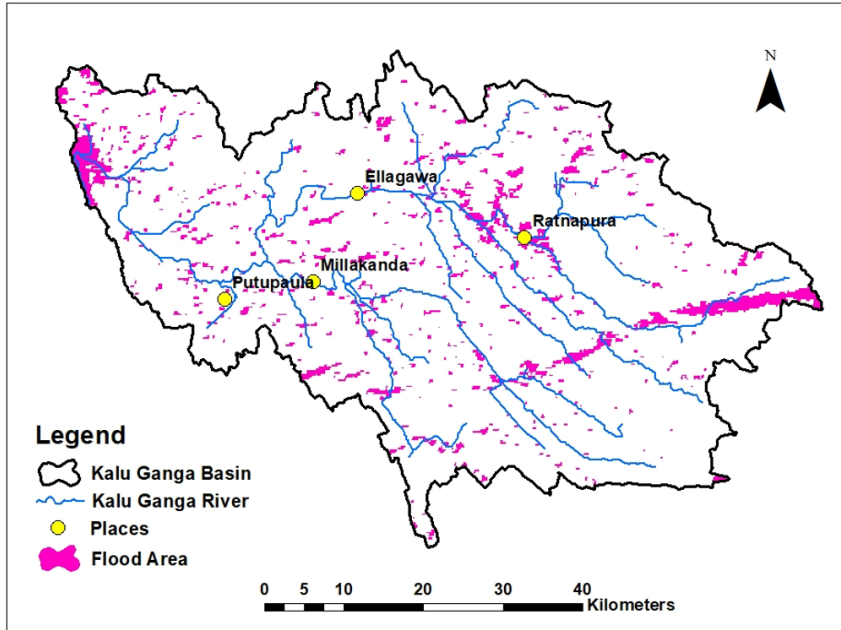 N
Ellagawa
Ratnapura
Millakanda
Putupaula
Legend
Kalu Ganga Basin
Kalu Ganga River
Places
Flood Area
0 5 10 20 30 40
Kilometers